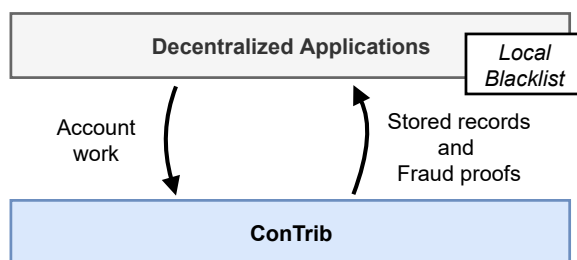 Decentralized Applications
Local
Blacklist
Account
work
Stored records
and
Fraud proofs
ConTrib